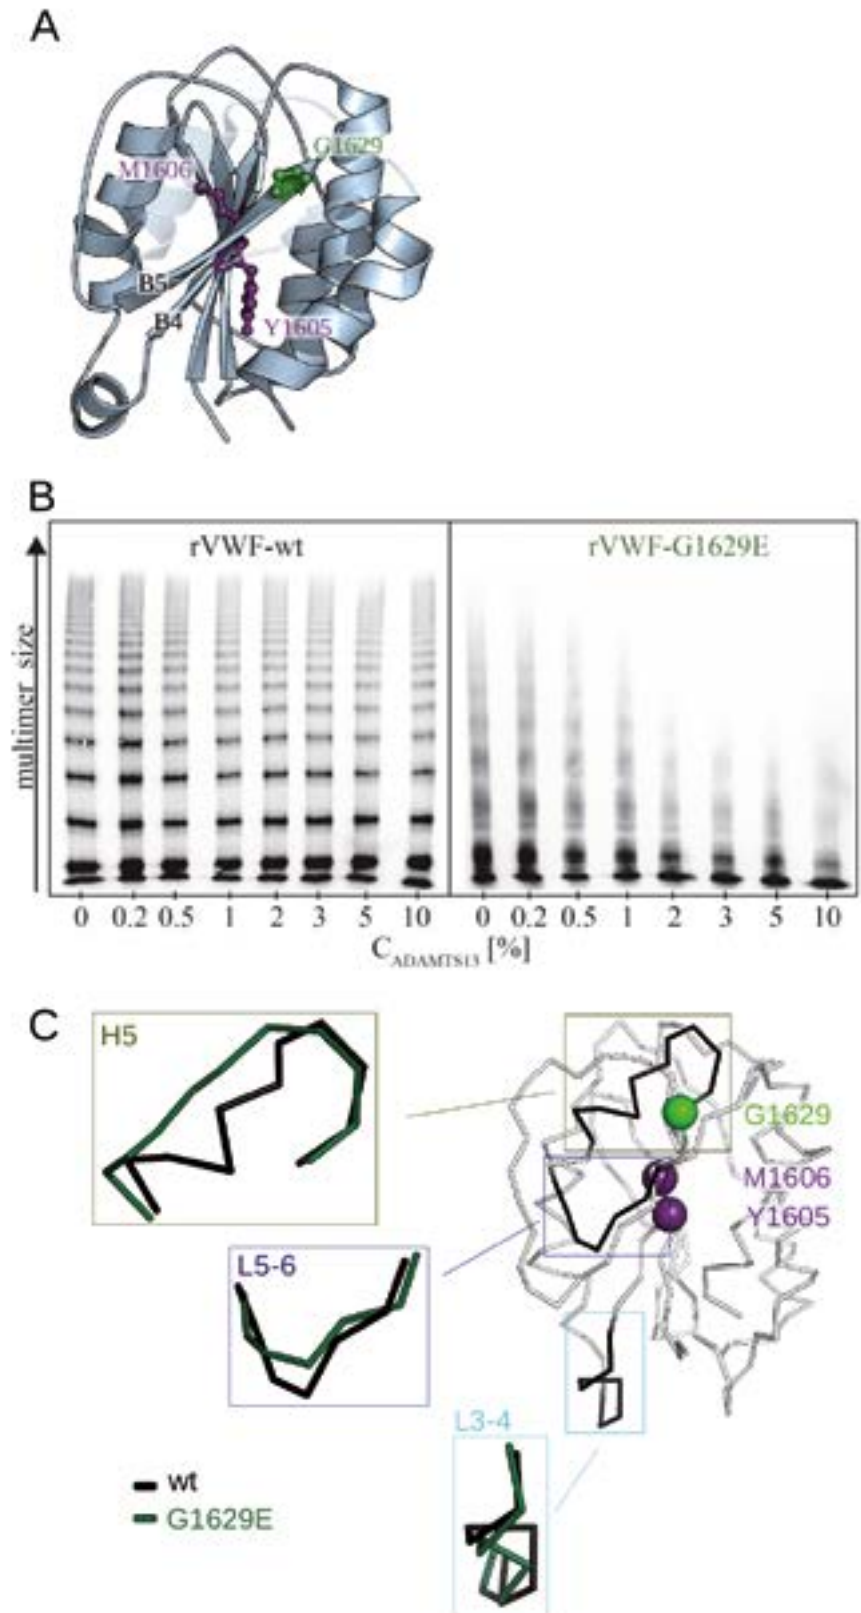 A
G1629
M1606
B5
B4
Y1605
B
rVWF-wt
rVWF-G1629E
multimer size
0 0.2 0.5 1 2 3 5 10 0 0.2 0.5 1 2 3 5 10
C ADAMTS13 [%]
C
H5
G1629
M1606
Y1605
L5-6
L3-4
wt
G1629E